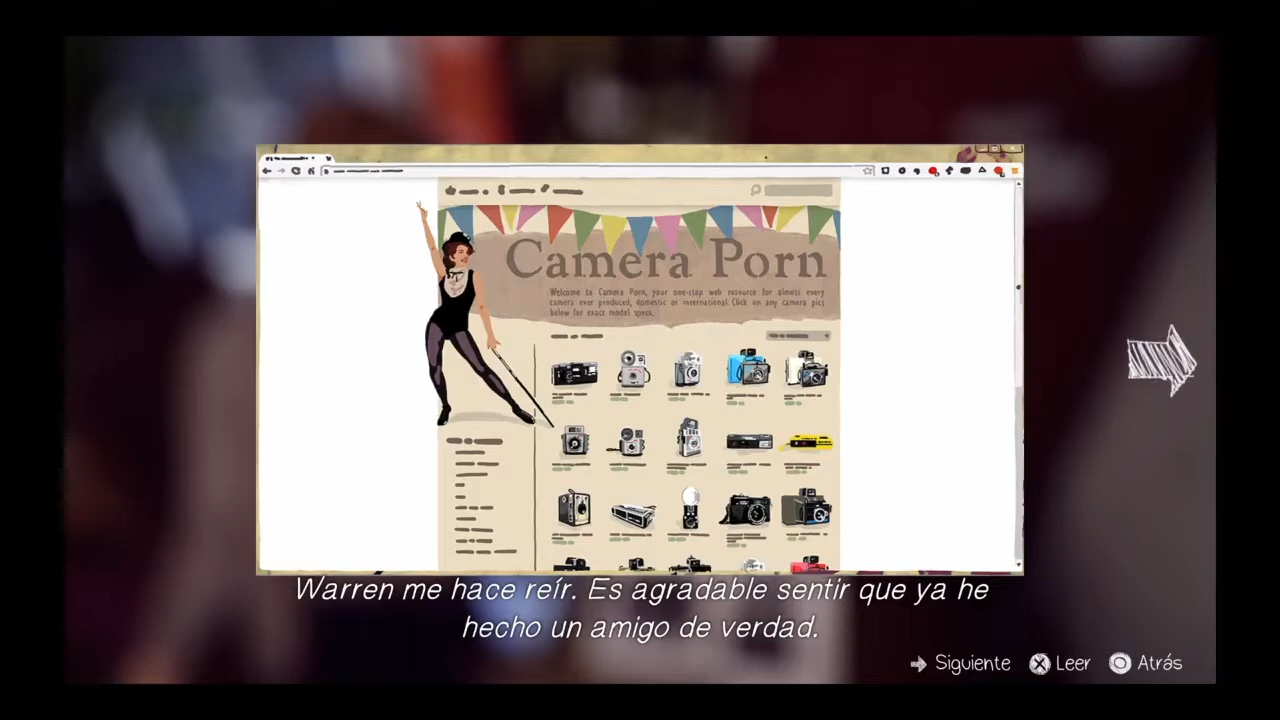 Camera Porn
Welcome to Camera Porn, your one-stop web resource for almost every
camera ever produced, domestic or international. Click on any camera pics
below for exact model specs.
Warren me hace reír. Es agradable sentir que ya he
hecho un amigo de verdad.
Siguiente Leer Atrás